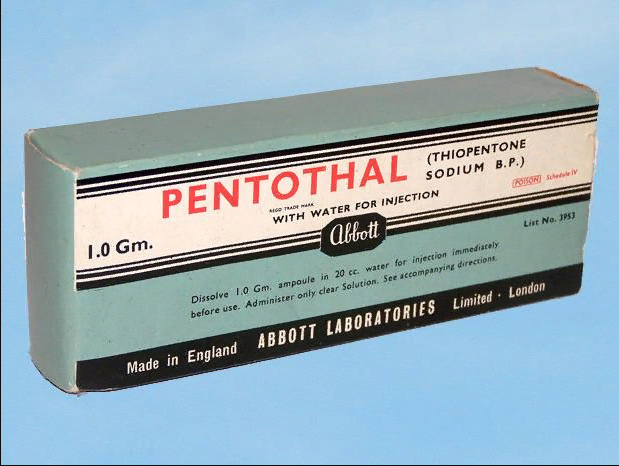 PENTOTHAL
(THIOPENTONE
SODIUM B.P.)
REGD TRADE MARK
WITH WATER FOR INJECTION
POISON Schedule IV
1.0 Gm.
Abbott
List No. 3953
Dissolve 1.0 Gm. ampoule in 20 cc. water for injection immediately
before use. Administer only clear Solution. See accompanying directions.
Made in England ABBOTT LABORATORIES Limited · London